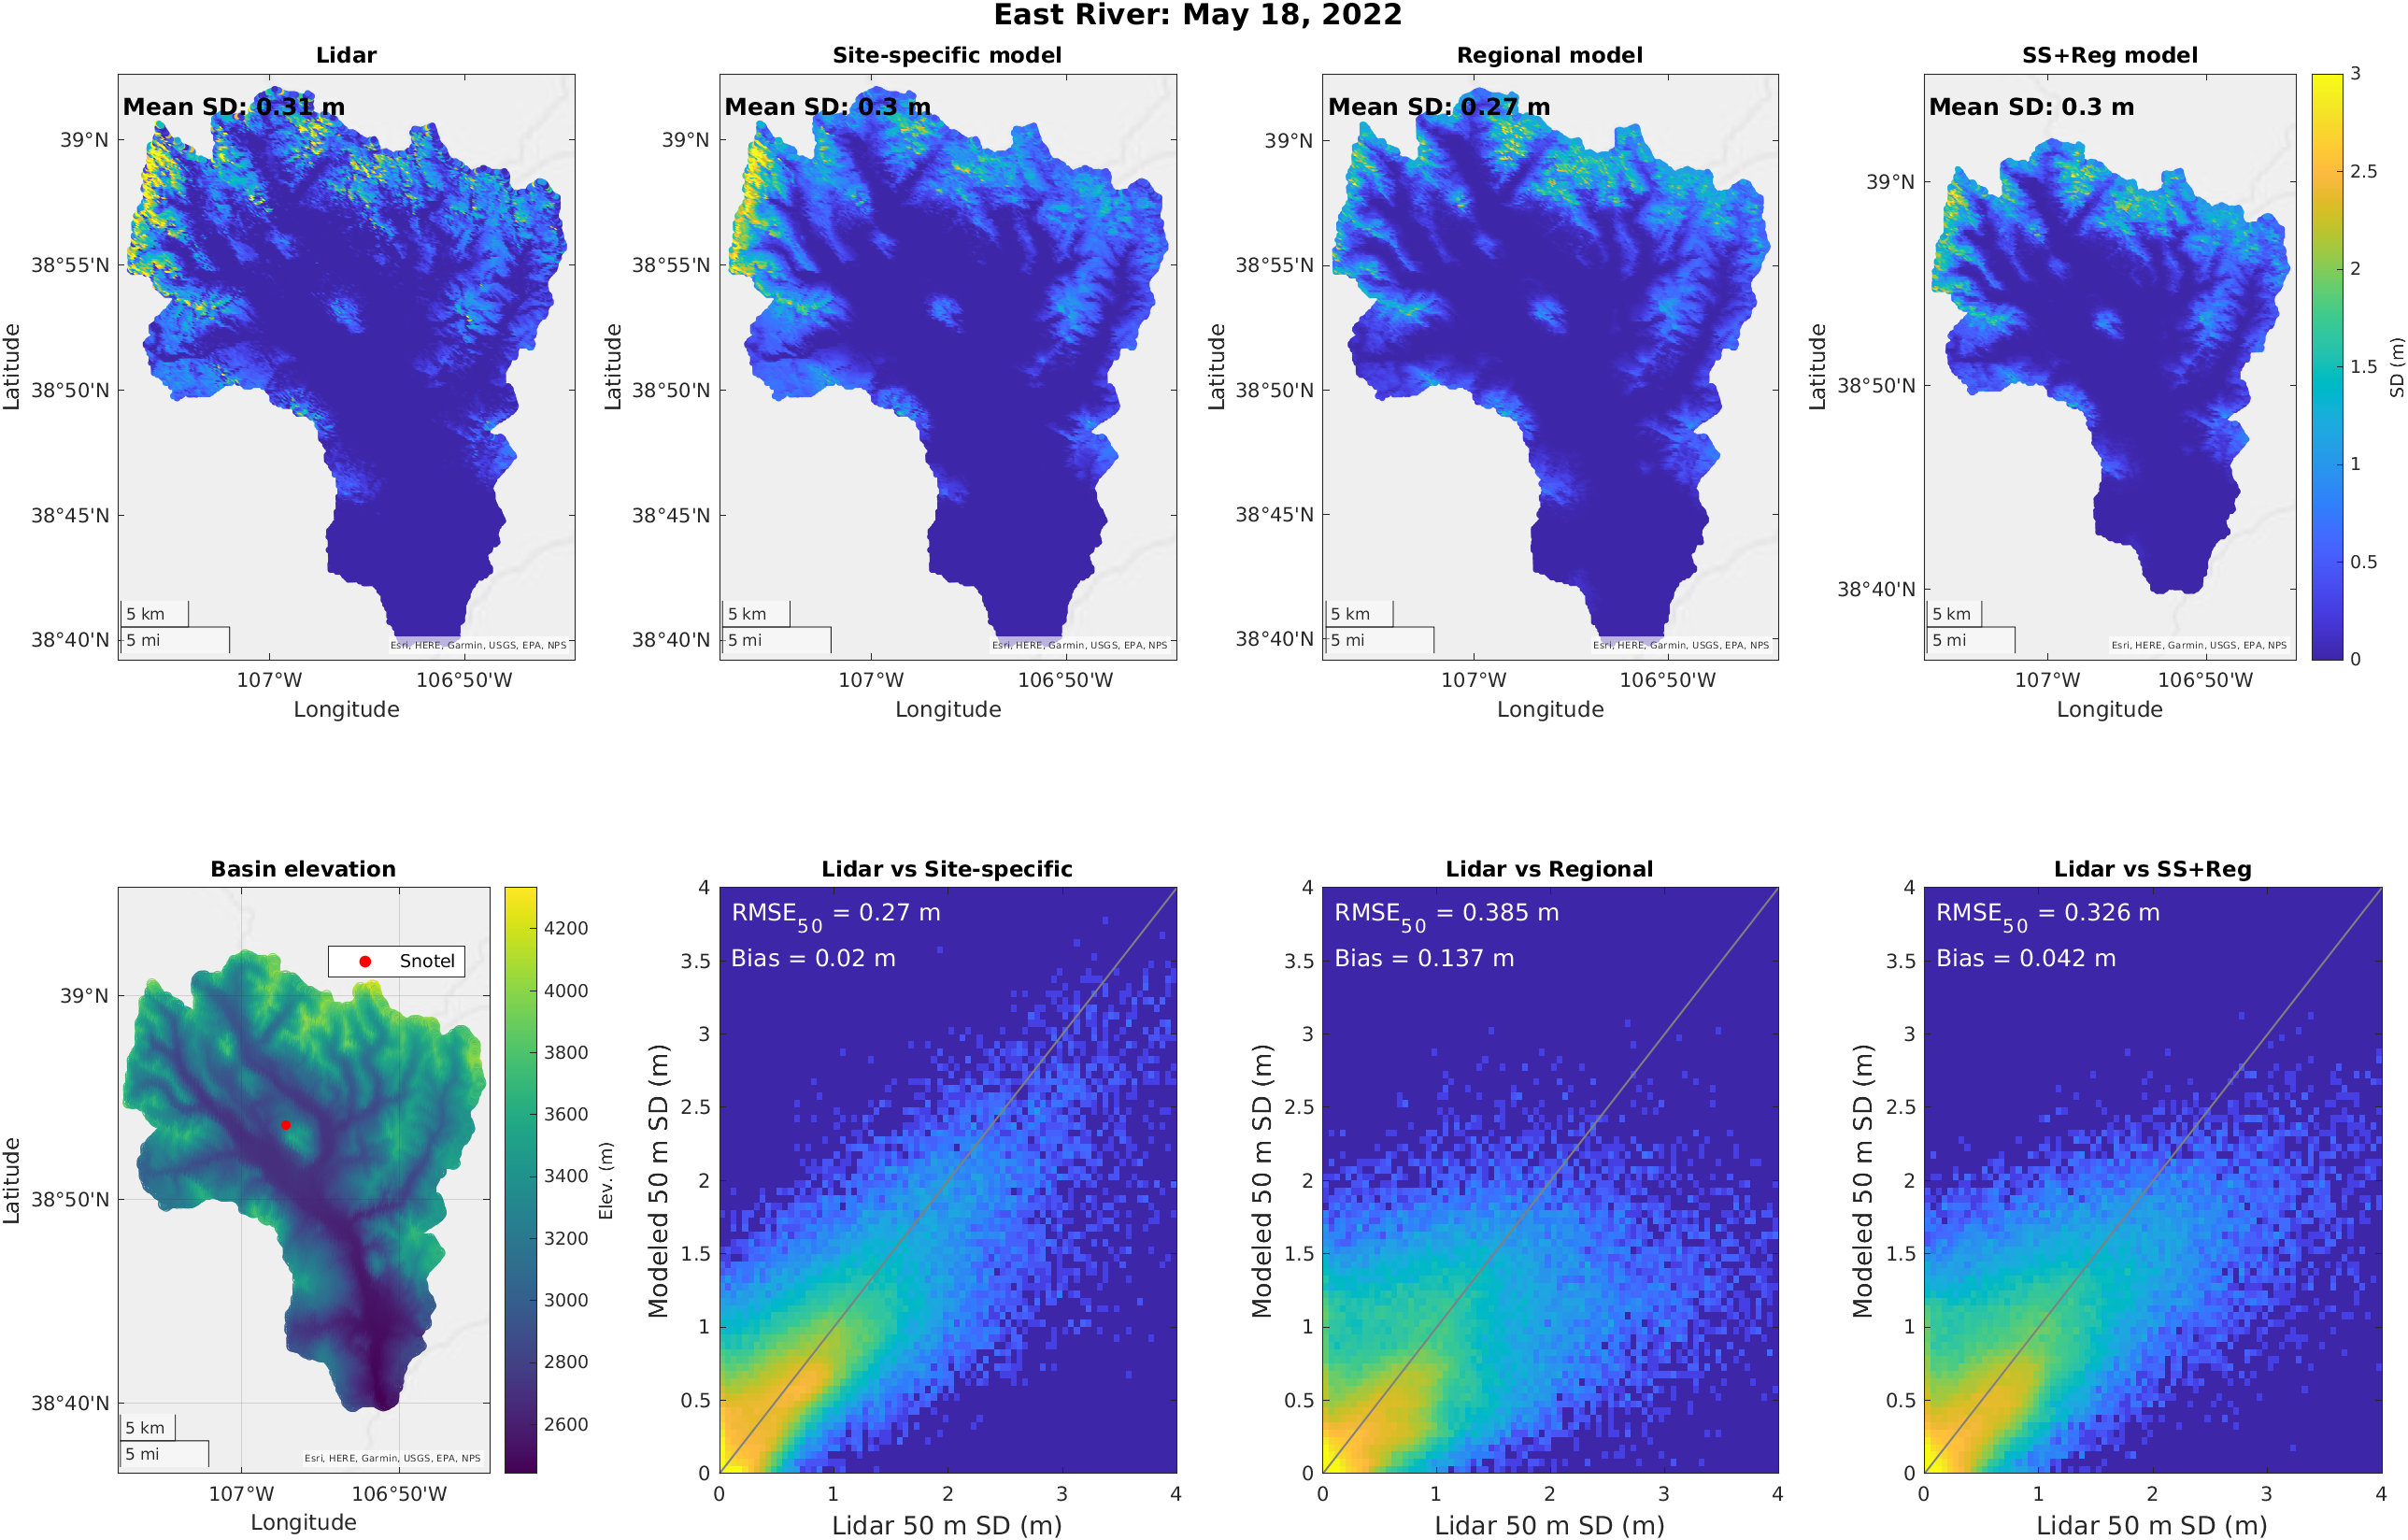 East River: May 18, 2022
Lidar
Mean SD: 0.31 m
39°N
38°55'N
38°50'N
38°45'N
38°40'N
Latitude
5 km
5 mi
Esri, HERE, Garmin, USGS, EPA, NPS
107°W
106°50'W
Longitude
Site-specific model
Mean SD: 0.3 m
39°N
38°55'N
38°50'N
38°45'N
38°40'N
Latitude
5 km
5 mi
Esri, HERE, Garmin, USGS, EPA, NPS
107°W
106°50'W
Longitude
Regional model
Mean SD: 0.27 m
39°N
38°55'N
38°50'N
38°45'N
38°40'N
Latitude
5 km
5 mi
Esri, HERE, Garmin, USGS, EPA, NPS
107°W
106°50'W
Longitude
SS+Reg model
Mean SD: 0.3 m
39°N
38°50'N
38°40'N
Latitude
5 km
5 mi
Esri, HERE, Garmin, USGS, EPA, NPS
107°W
106°50'W
Longitude
3
2.5
2
1.5
1
0.5
0
SD (m)
Basin elevation
Snotel
39°N
38°50'N
38°40'N
Latitude
5 km
5 mi
Esri, HERE, Garmin, USGS, EPA, NPS
107°W
106°50'W
Longitude
4200
4000
3800
3600
3400
3200
3000
2800
2600
Elev. (m)
Lidar vs Site-specific
RMSE50 = 0.27 m
Bias = 0.02 m
4
3.5
3
2.5
2
1.5
1
0.5
0
Modeled 50 m SD (m)
0 1 2 3 4
Lidar 50 m SD (m)
Lidar vs Regional
RMSE50 = 0.385 m
Bias = 0.137 m
4
3.5
3
2.5
2
1.5
1
0.5
0
Modeled 50 m SD (m)
0 1 2 3 4
Lidar 50 m SD (m)
Lidar vs SS+Reg
RMSE50 = 0.326 m
Bias = 0.042 m
4
3.5
3
2.5
2
1.5
1
0.5
0
Modeled 50 m SD (m)
0 1 2 3 4
Lidar 50 m SD (m)